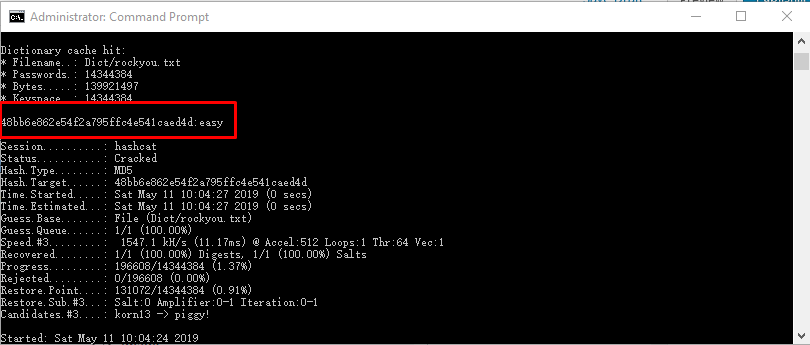 Administrator: Command Prompt
Dictionary cache hit:
* Filename..: Dict/rockyou.txt
* Passwords.: 14344384
* Bytes.....: 139921497
* Keyspace..: 14344384
48bb6e862e54f2a795ffc4e541caed4d:easy
Session..........: hashcat
Status...........: Cracked
Hash.Type........: MD5
Hash.Target......: 48bb6e862e54f2a795ffc4e541caed4d
Time.Started.....: Sat May 11 10:04:27 2019 (0 secs)
Time.Estimated...: Sat May 11 10:04:27 2019 (0 secs)
Guess.Base.......: File (Dict/rockyou.txt)
Guess.Queue......: 1/1 (100.00%)
Speed.#3.........:  1547.1 kH/s (11.17ms) @ Accel:512 Loops:1 Thr:64 Vec:1
Recovered........: 1/1 (100.00%) Digests, 1/1 (100.00%) Salts
Progress.........: 196608/14344384 (1.37%)
Rejected.........: 0/196608 (0.00%)
Restore.Point....: 131072/14344384 (0.91%)
Restore.Sub.#3...: Salt:0 Amplifier:0-1 Iteration:0-1
Candidates.#3....: korn13 -> piggy!
Started: Sat May 11 10:04:24 2019